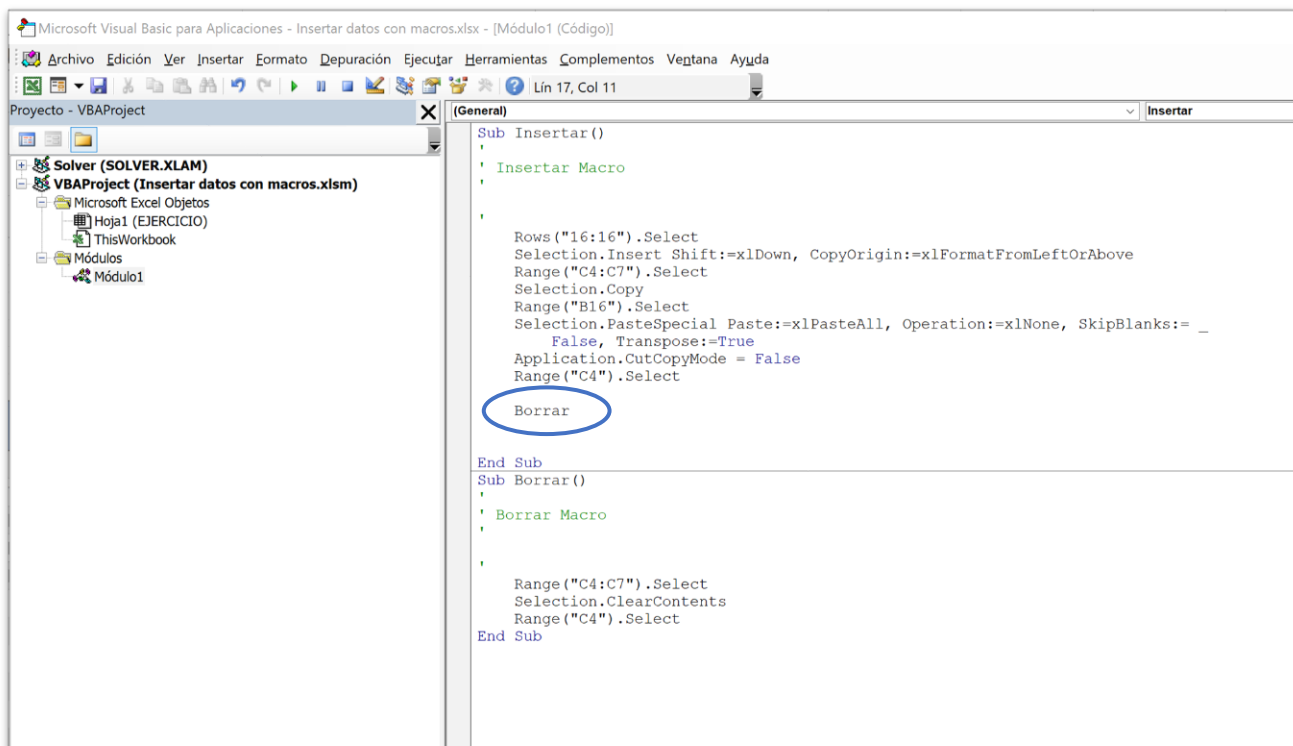 Microsoft Visual Basic para Aplicaciones - Insertar datos con macros.xlsx - [Módulo1 (Código)]
Archivo Edición Ver Insertar Formato Depuración Ejecutar Herramientas Complementos Ventana Ayuda
Lín 17, Col 11
Proyecto - VBAProject
(General) Insertar
Solver (SOLVER.XLAM)
VBAProject (Insertar datos con macros.xlsm)
Microsoft Excel Objetos
Hoja1 (EJERCICIO)
ThisWorkbook
Módulos
Módulo1
Sub Insertar()
'
' Insertar Macro
'
'
Rows("16:16").Select
Selection.Insert Shift:=xlDown, CopyOrigin:=xlFormatFromLeftOrAbove
Range("C4:C7").Select
Selection.Copy
Range("B16").Select
Selection.PasteSpecial Paste:=xlPasteAll, Operation:=xlNone, SkipBlanks:= _
False, Transpose:=True
Application.CutCopyMode = False
Range("C4").Select
Borrar
End Sub
Sub Borrar()
'
' Borrar Macro
'
'
Range("C4:C7").Select
Selection.ClearContents
Range("C4").Select
End Sub